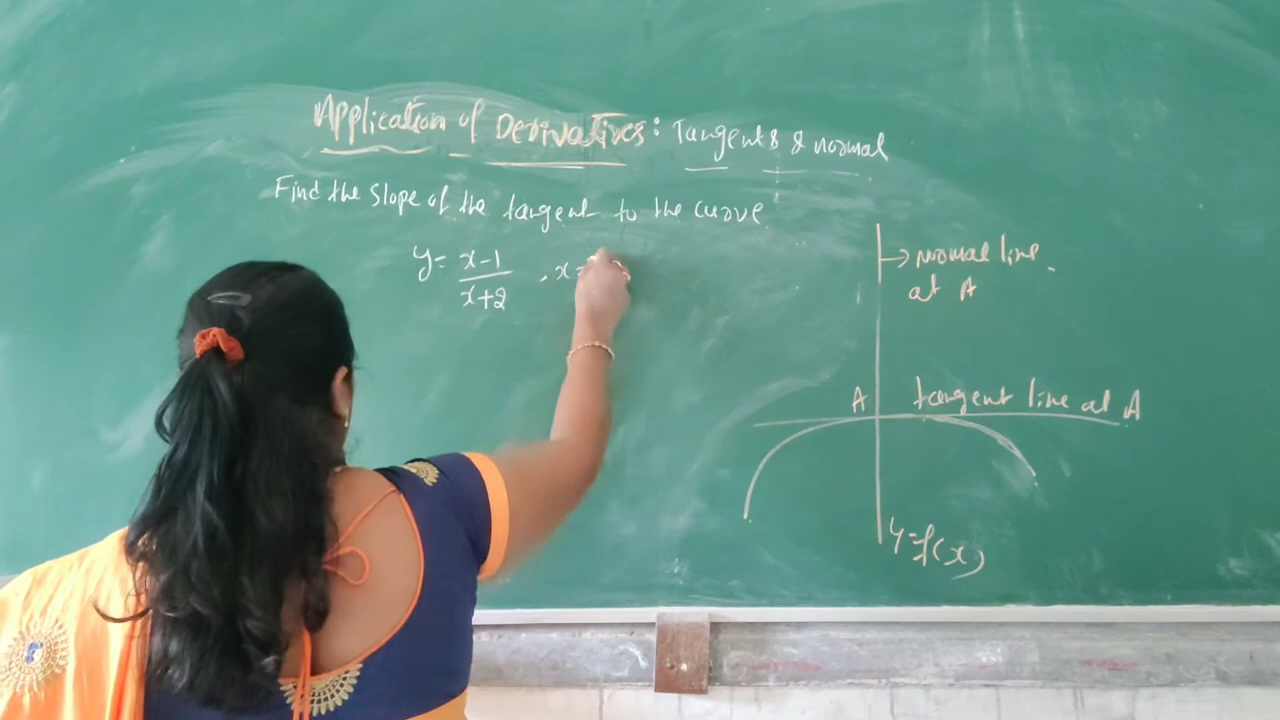 Application of Derivatives: Tangents & normal
Find the slope of the tangent to the curve
y = x-1 / x+2 , x
normal line
at A
A
tangent line at A
y=f(x)